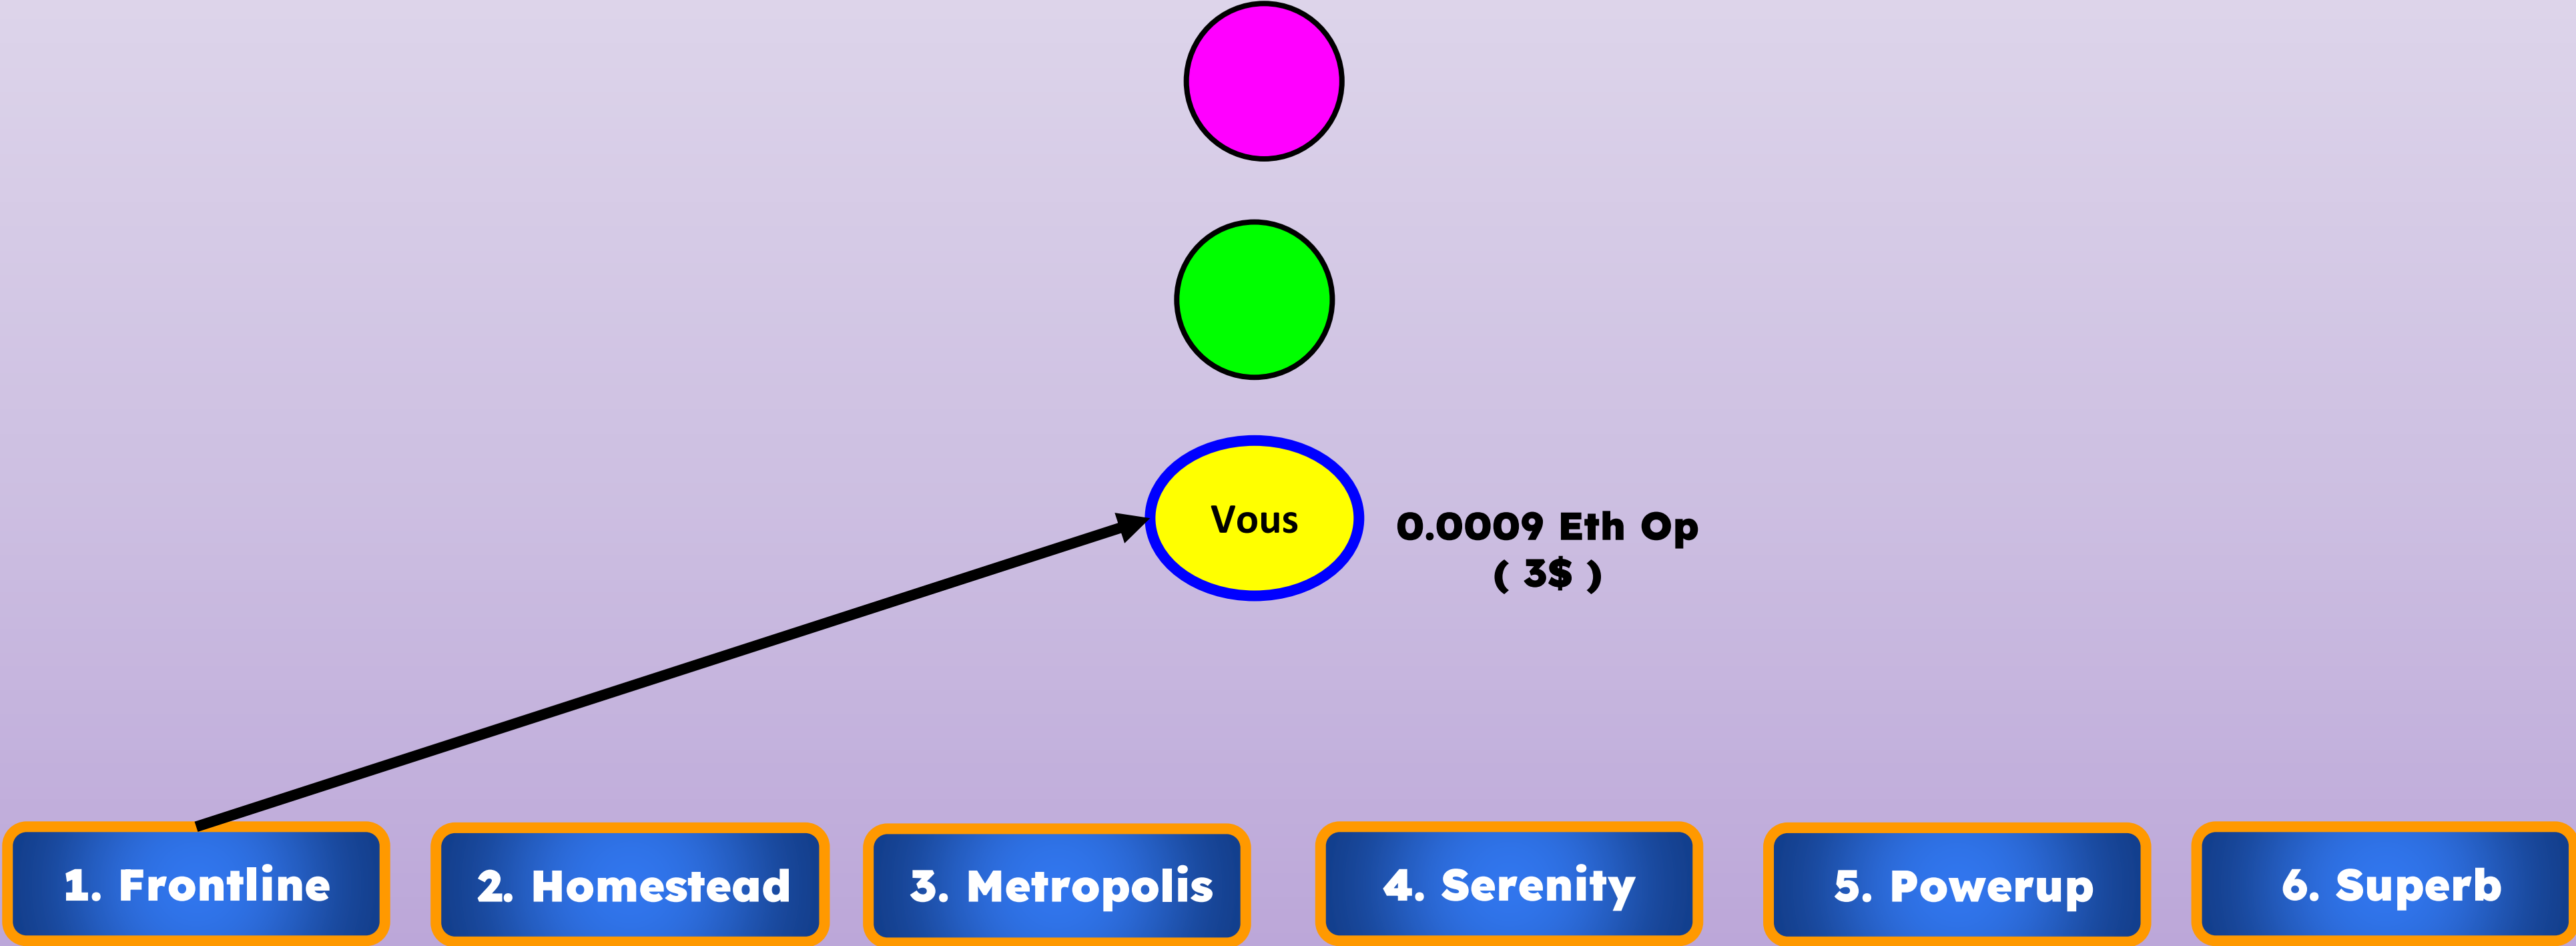 Vous
0.0009 Eth Op
( 3$ )
1. Frontline
2. Homestead
3. Metropolis
4. Serenity
5. Powerup
6. Superb